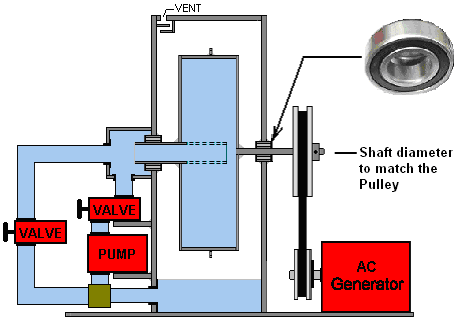 VENT
Shaft diameter
to match the
Pulley
VALVE
VALVE
PUMP
AC
Generator